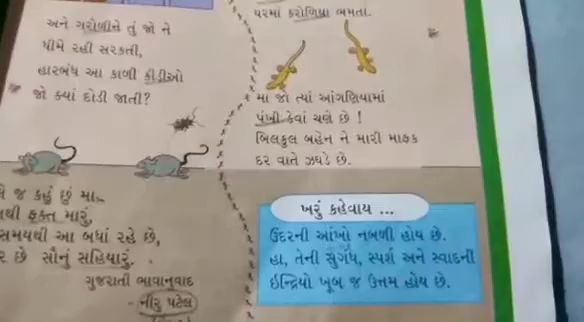 અને ગરોળીને તું જો ને
ધીમે રહી સરકતી,
હારબંધ આ કાળી કીડીઓ
જો ક્યાં દોડી જાતી?
ઘરમાં કરોળિયા ભમતા.
મા જો ત્યાં આંગણિયામાં
પંખી કેવાં ચણે છે !
બિલકુલ બહેન ને મારી માફક
દર વાતે ઝઘડે છે.
જ કહું છું મા..
ફક્ત મારું,
સમયથી આ બધાં રહે છે,
છે સૌનું સહિયારું.
ગુજરાતી ભાવાનુવાદ
- નીરુ પટેલ
ખરું કહેવાય ...
ઉંદરની આંખો નબળી હોય છે.
હા, તેની સુગંધ, સ્પર્શ અને સ્વાદની
ઇન્દ્રિયો ખૂબ જ ઉત્તમ હોય છે.